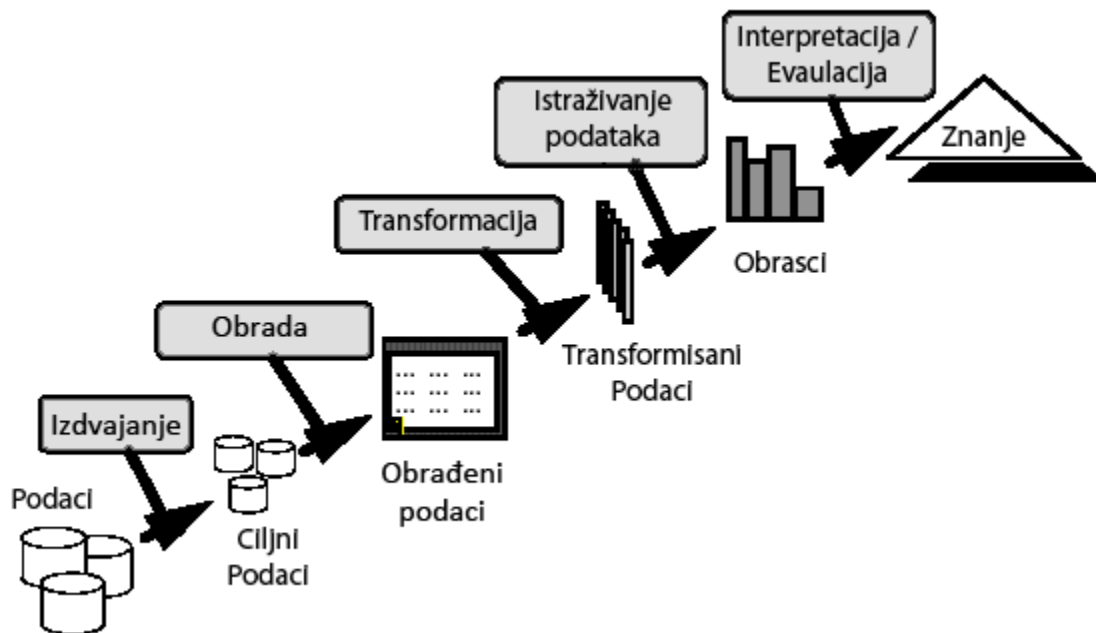 Interpretacija /
Evaulacija
Istraživanje
podataka
Znanje
Transformacija
Obrasci
Obrada
Transformisani
Podaci
Izdvajanje
Obrađeni
podaci
Podaci
Ciljni
Podaci